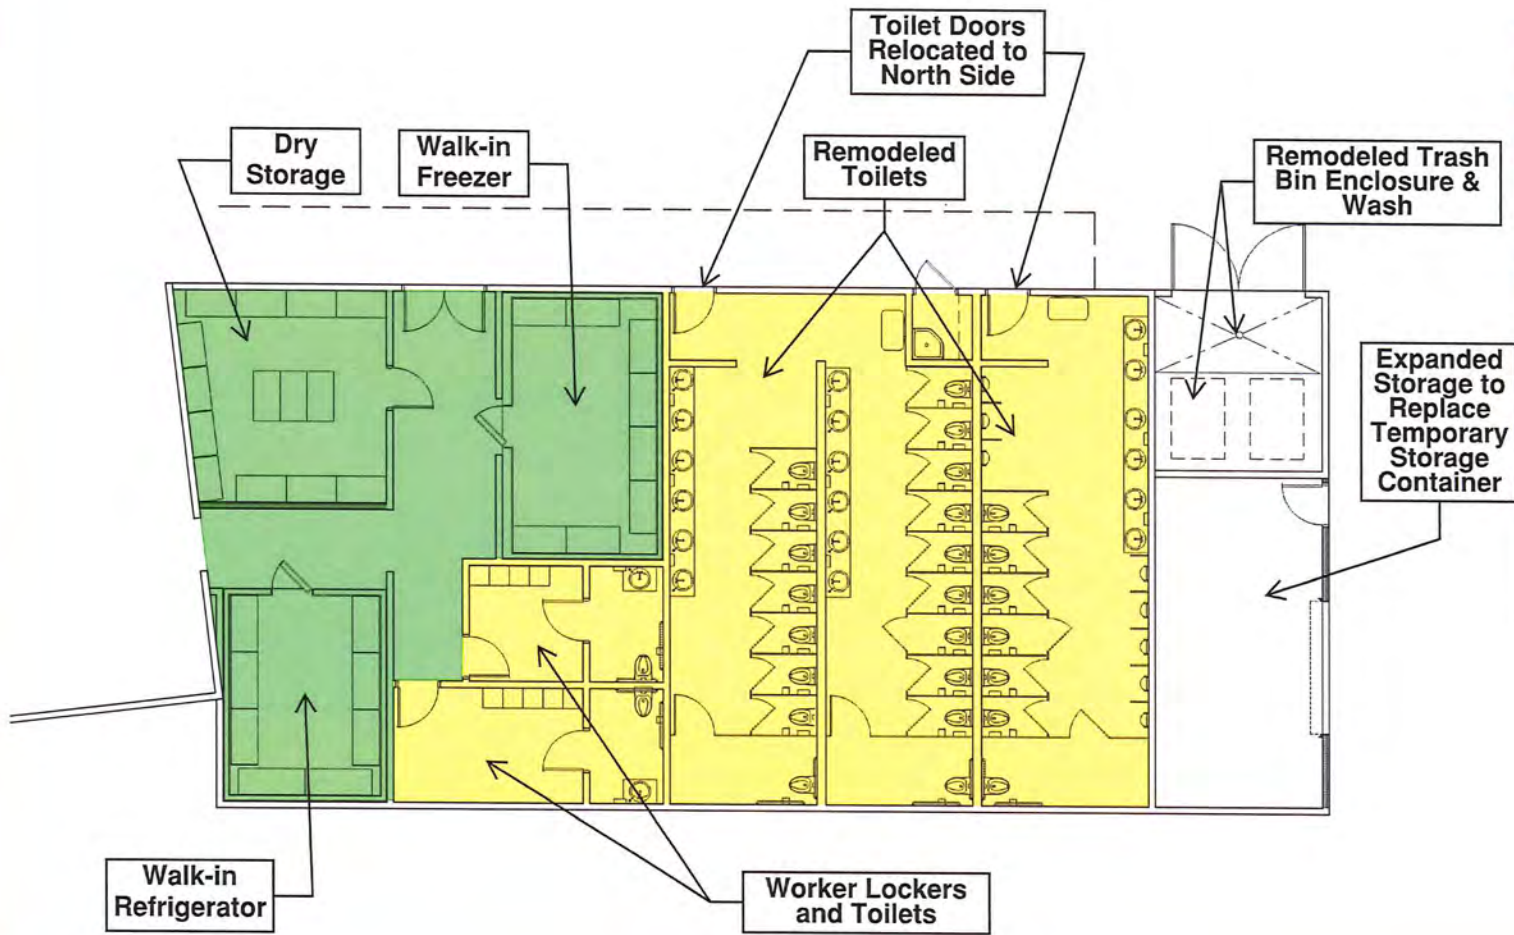 Toilet Doors
Relocated to
North Side
Dry
Storage
Walk-in
Freezer
Remodeled
Toilets
Remodeled Trash
Bin Enclosure &
Wash
Expanded
Storage to
Replace
Temporary
Storage
Container
Walk-in
Refrigerator
Worker Lockers
and Toilets